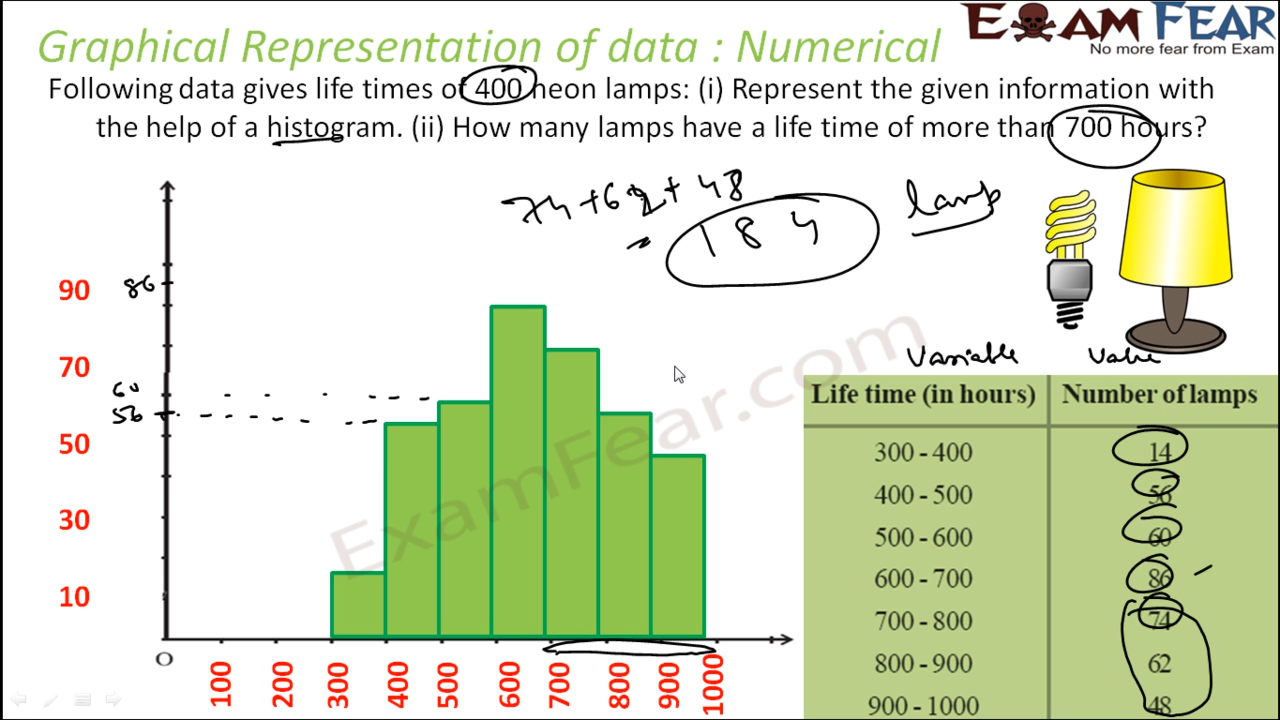 EXAM FEAR
No more fear from Exam
Graphical Representation of data : Numerical
Following data gives life times of 400 neon lamps: (i) Represent the given information with
the help of a histogram. (ii) How many lamps have a life time of more than 700 hours?
74+62+48
= 184 lamp
86
90
70
60
56
50
30
10
O
100 200 300 400 500 600 700 800 1000
ExamFear.com
Variable Value
Life time (in hours) Number of lamps
300 - 400 14
400 - 500 56
500 - 600 60
600 - 700 86
700 - 800 74
800 - 900 62
900 - 1000 48